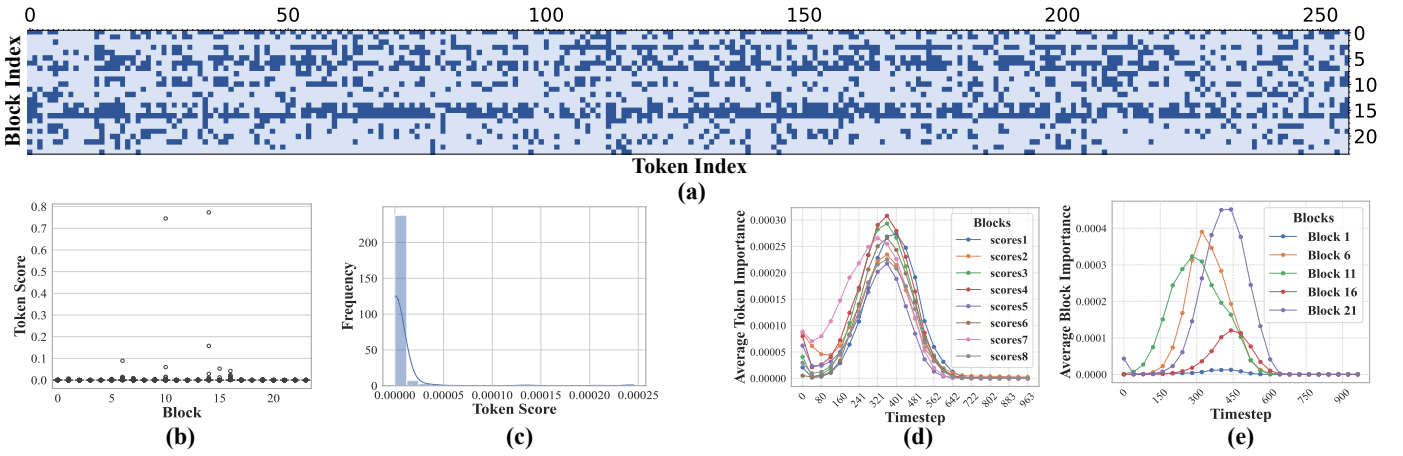 0 50 100 150 200 250
Block Index
0
5
10
15
20
Token Index
(a)
0.8
0.7
0.6
0.5
0.4
0.3
0.2
0.1
0.0
Token Score
0 5 10 15 20
Block
(b)
200
150
100
50
0
Frequency
0.00000 0.00005 0.00010 0.00015 0.00020 0.00025
Token Score
(c)
0.00030
0.00025
0.00020
0.00015
0.00010
0.00005
0.00000
Average Token Importance
Blocks
scores1
scores2
scores3
scores4
scores5
scores6
scores7
scores8
0 80 160 241 321 401 481 562 642 722 802 883 963
Timestep
(d)
0.0004
0.0003
0.0002
0.0001
0.0000
Average Block Importance
Blocks
Block 1
Block 6
Block 11
Block 16
Block 21
0 150 300 450 600 750 900
Timestep
(e)